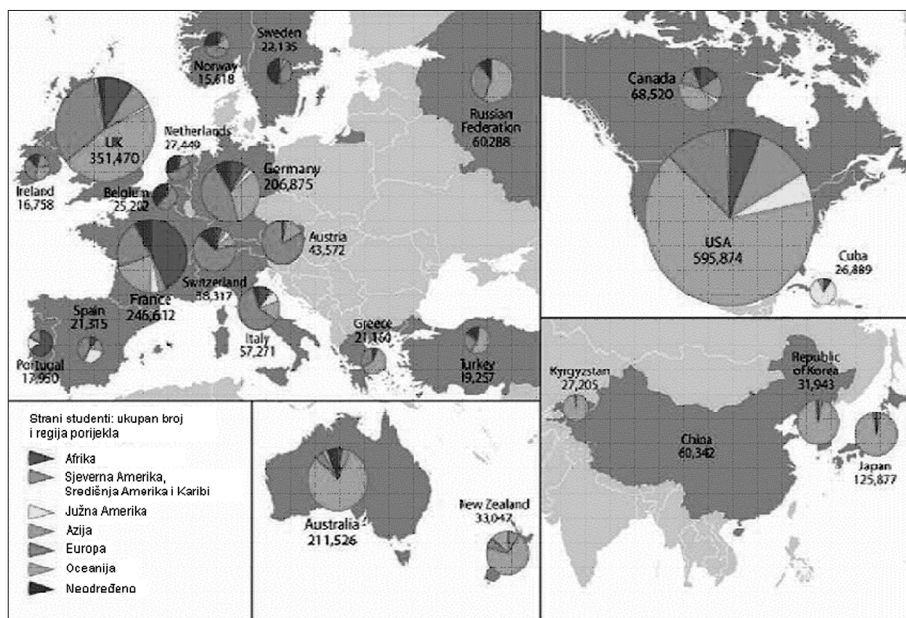 Sweden
22,135
Norway
15,618
UK
351,470
Netherlands
27,449
Germany
206,875
Ireland
16,758
Belgium
25,202
Russian
Federation
60,288
Austria
43,572
Switzerland
38,317
France
246,612
Spain
21,315
Portugal
17,950
Italy
57,271
Greece
21,160
Turkey
19,257
Canada
68,520
USA
595,874
Cuba
26,889
Kyrgyzstan
27,205
Republic
of Korea
31,943
China
60,342
Japan
125,877
Strani studenti: ukupan broj
i regija porijekla
Afrika
Sjeverna Amerika,
Središnja Amerika i Karibi
Južna Amerika
Azija
Europa
Oceanija
Neodređeno
Australia
211,526
New Zealand
33,047